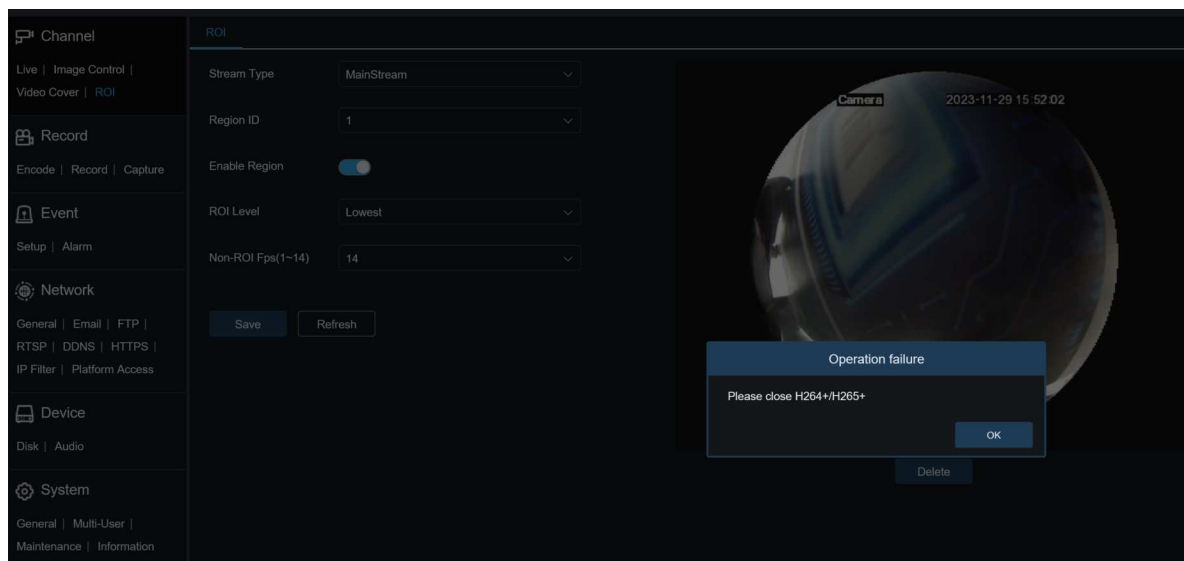 Channel
Live | Image Control |
Video Cover | ROI
Record
Encode | Record | Capture
Event
Setup | Alarm
Network
General | Email | FTP |
RTSP | DDNS | HTTPS |
IP Filter | Platform Access
Device
Disk | Audio
System
General | Multi-User |
Maintenance | Information
ROI
Stream Type MainStream
Region ID 1
Enable Region
ROI Level Lowest
Non-ROI Fps(1~14) 14
Save Refresh
Camera 2023-11-29 15:52:02
Operation failure
Please close H264+/H265+
OK
Delete